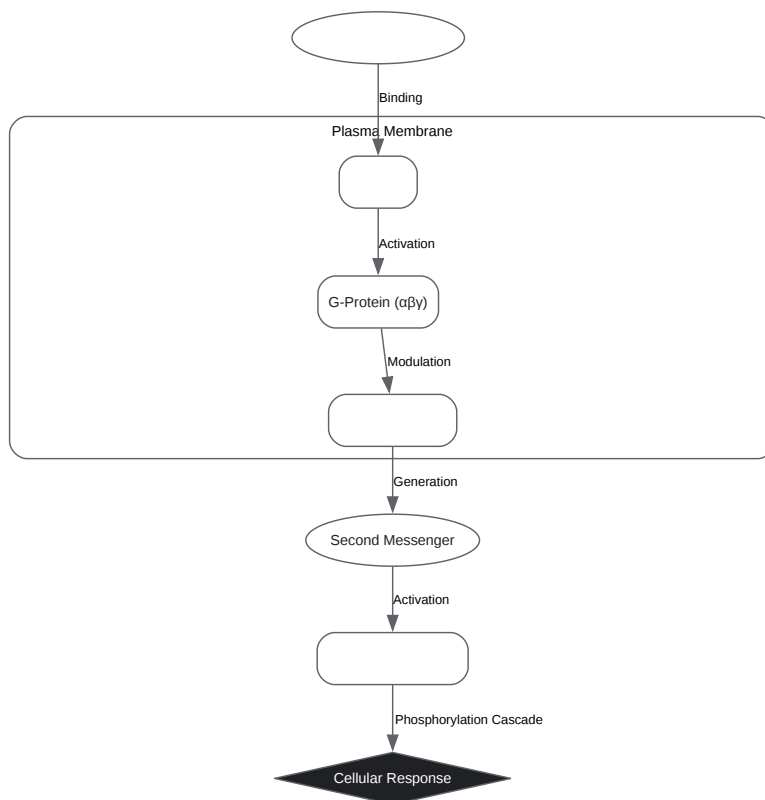 Binding
Plasma Membrane
Activation
G-Protein (αβγ)
Modulation
Generation
Second Messenger
Activation
Phosphorylation Cascade
Cellular Response